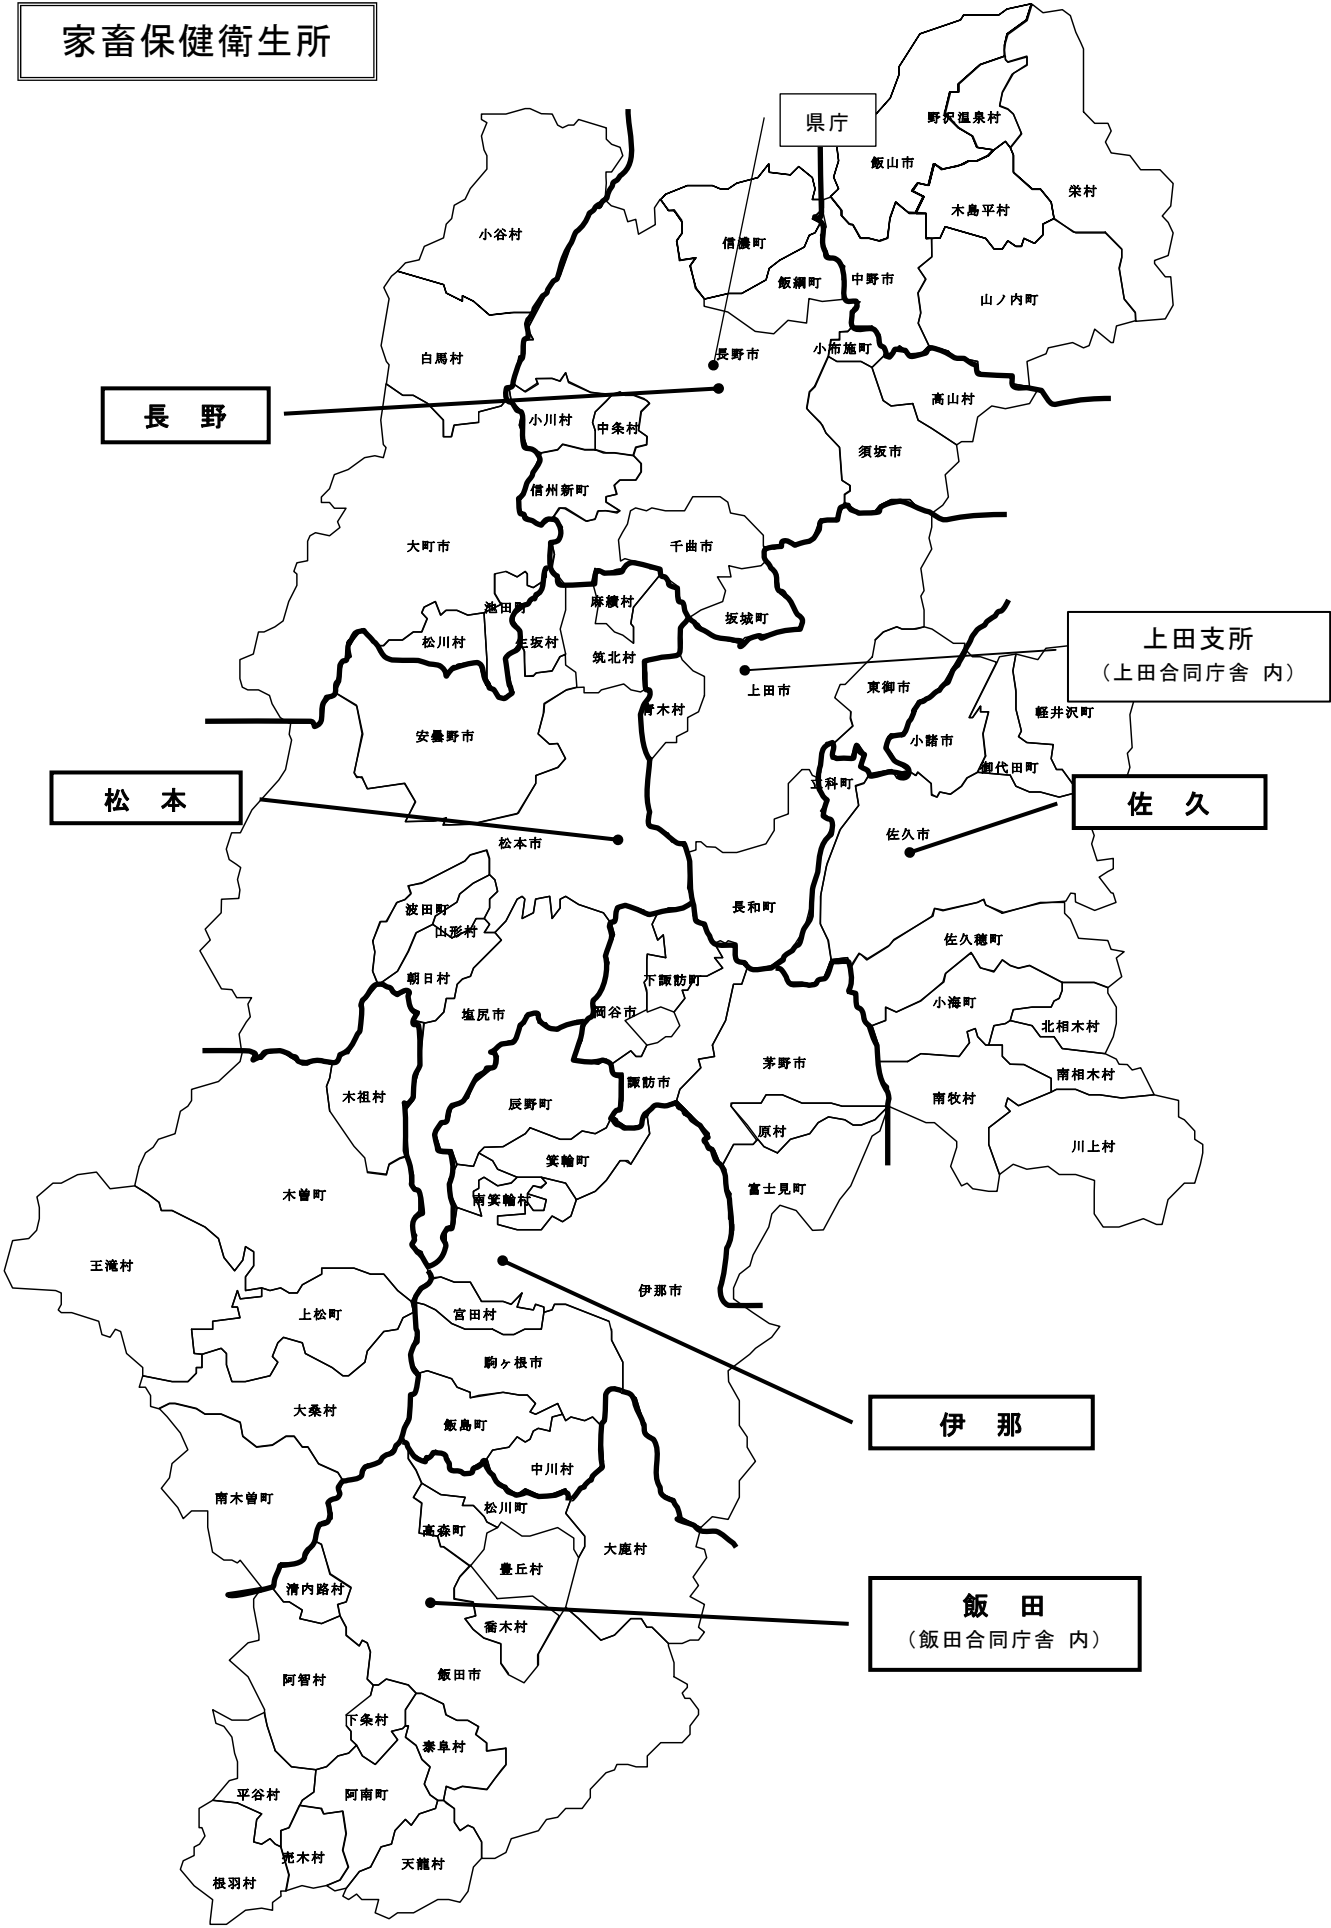 家畜保健衛生所
県庁
野沢温泉村
飯山市
栄村
木島平村
小谷村
信濃町
飯綱町
中野市
山ノ内町
白馬村
長野市
小布施町
高山村
長　野
小川村
中条村
須坂市
信州新町
大町市
千曲市
池田町
麻績村
坂城町
松川村
生坂村
筑北村
上田支所
（上田合同庁舎 内）
上田市
東御市
青木村
軽井沢町
安曇野市
小諸市
御代田町
立科町
松　本
佐　久
佐久市
松本市
波田町
長和町
山形村
佐久穂町
朝日村
下諏訪町
小海町
塩尻市
岡谷市
北相木村
茅野市
南相木村
諏訪市
木祖村
辰野町
南牧村
原村
川上村
箕輪町
木曽町
南箕輪村
富士見町
王滝村
伊那市
上松町
宮田村
駒ヶ根市
大桑村
飯島町
伊　那
中川村
南木曽町
松川町
高森町
大鹿村
豊丘村
清内路村
飯　田
（飯田合同庁舎 内）
喬木村
飯田市
阿智村
下条村
泰阜村
平谷村
阿南町
売木村
天龍村
根羽村